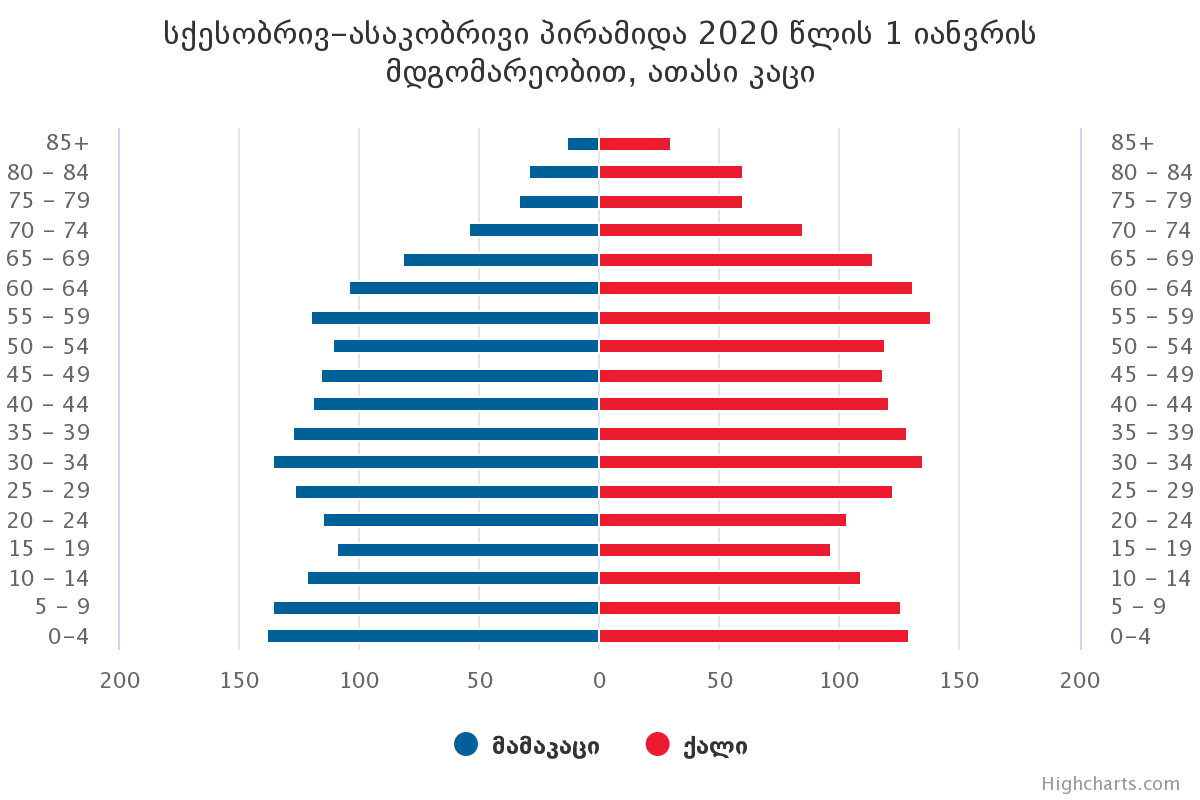 სქესობრივ-ასაკობრივი პირამიდა 2020 წლის 1 იანვრის
მდგომარეობით, ათასი კაცი
85+ 85+
80 – 84 80 – 84
75 – 79 75 – 79
70 – 74 70 – 74
65 – 69 65 – 69
60 – 64 60 – 64
55 – 59 55 – 59
50 – 54 50 – 54
45 – 49 45 – 49
40 – 44 40 – 44
35 – 39 35 – 39
30 – 34 30 – 34
25 – 29 25 – 29
20 – 24 20 – 24
15 – 19 15 – 19
10 – 14 10 – 14
5 – 9 5 – 9
0-4 0-4
200 150 100 50 0 50 100 150 200
მამაკაცი ქალი
Highcharts.com